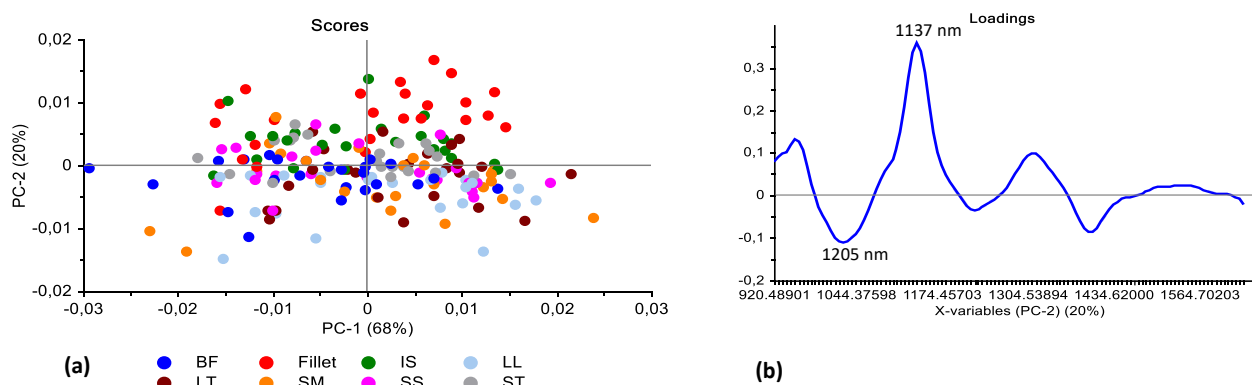 Scores
0,02
0,01
0
-0,01
-0,02
PC-2 (20%)
-0,03 -0,02 -0,01 0 0,01 0,02 0,03
PC-1 (68%)
(a)
BF Fillet IS LL
LT SM SS ST
Loadings
1137 nm
0,3
0,2
0,1
0
-0,1
-0,2
1205 nm
920.488901 1044.37598 1174.45703 1304.53894 1434.62000 1564.70203
X-variables (PC-2) (20%)
(b)